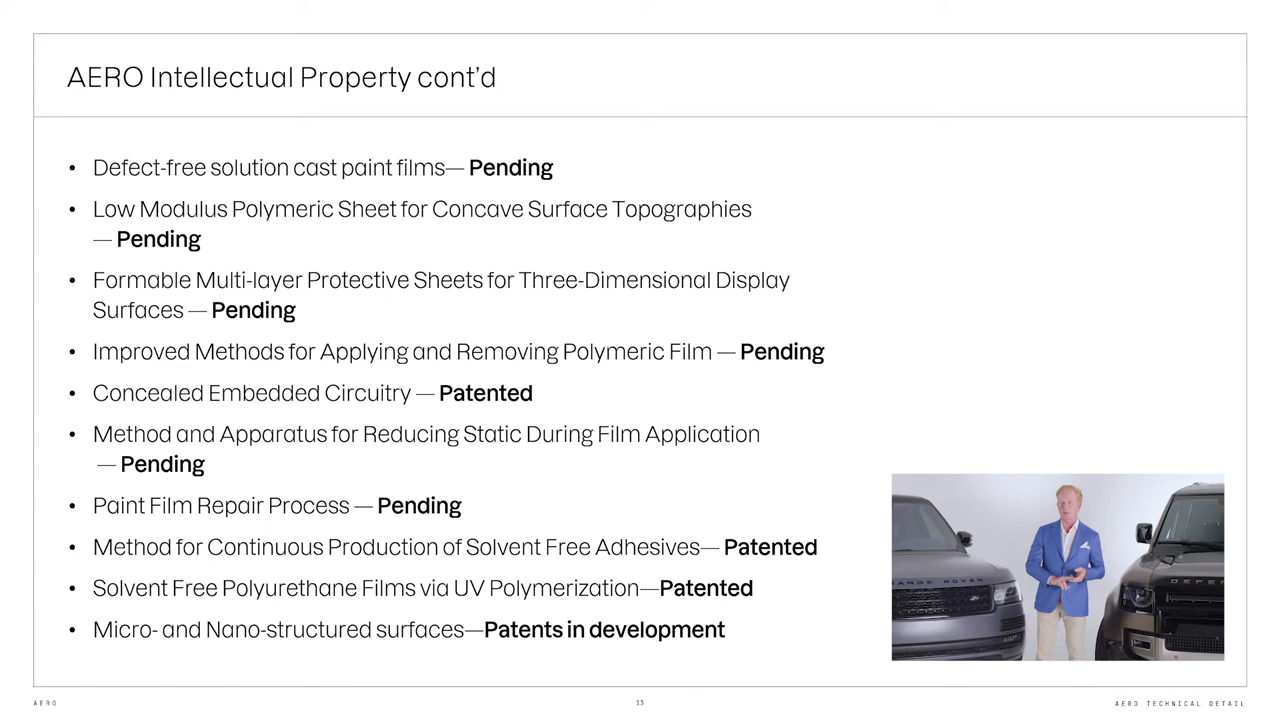 AERO Intellectual Property cont’d
• Defect-free solution cast paint films— Pending
• Low Modulus Polymeric Sheet for Concave Surface Topographies
— Pending
• Formable Multi-layer Protective Sheets for Three-Dimensional Display
Surfaces — Pending
• Improved Methods for Applying and Removing Polymeric Film — Pending
• Concealed Embedded Circuitry — Patented
• Method and Apparatus for Reducing Static During Film Application
— Pending
• Paint Film Repair Process — Pending
• Method for Continuous Production of Solvent Free Adhesives— Patented
• Solvent Free Polyurethane Films via UV Polymerization—Patented
• Micro- and Nano-structured surfaces—Patents in development
RANGE ROVER
DEFEN
AERO
13
AERO TECHNICAL DETAIL